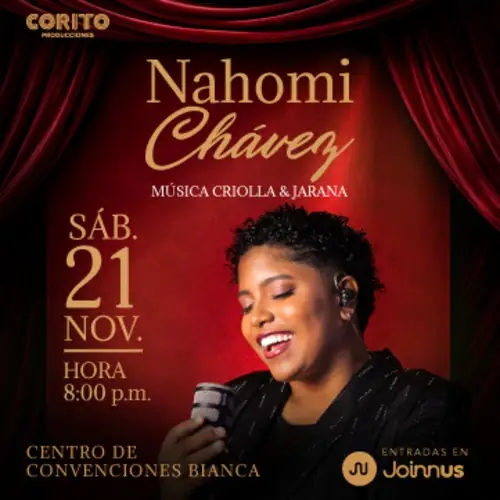 CORITO
PRODUCCIONES
Nahomi
Chávez
MÚSICA CRIOLLA & JARANA
SÁB.
21
NOV.
HORA
8:00 p.m.
CENTRO DE
CONVENCIONES BIANCA
ENTRADAS EN
Joinnus